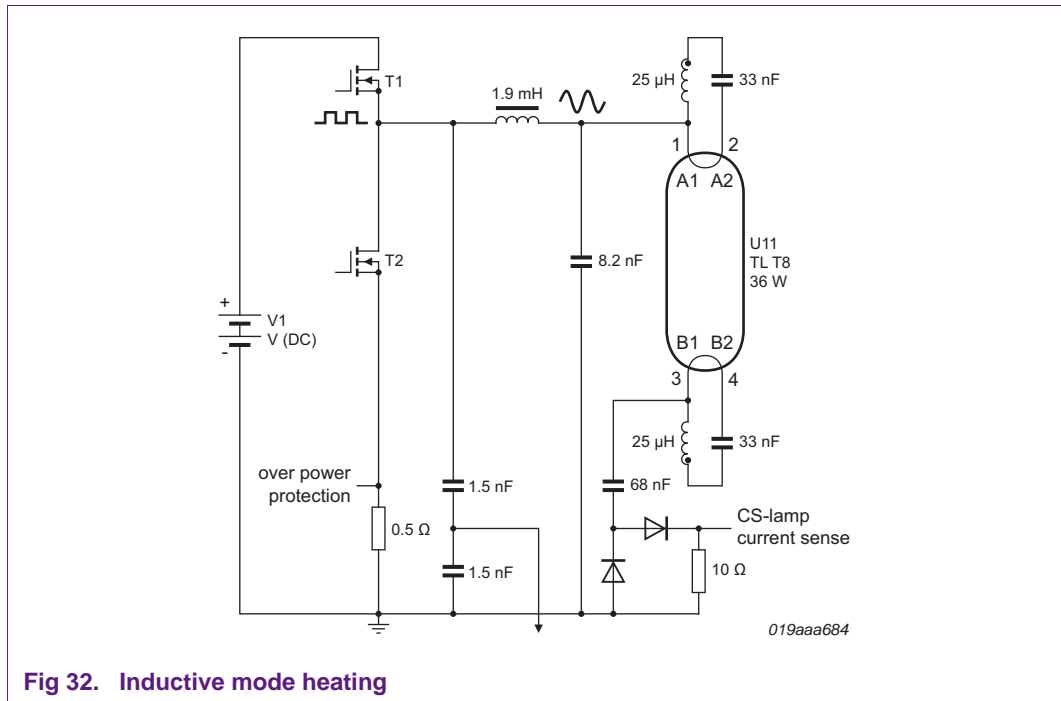 T1
1.9 mH
25 µH
33 nF
1
2
A1 A2
T2
8.2 nF
U11
TL T8
36 W
+
V1
V (DC)
-
B1 B2
3
4
25 µH
33 nF
over power
protection
1.5 nF
68 nF
CS-lamp
current sense
0.5 Ω
1.5 nF
10 Ω
019aaa684
Fig 32. Inductive mode heating